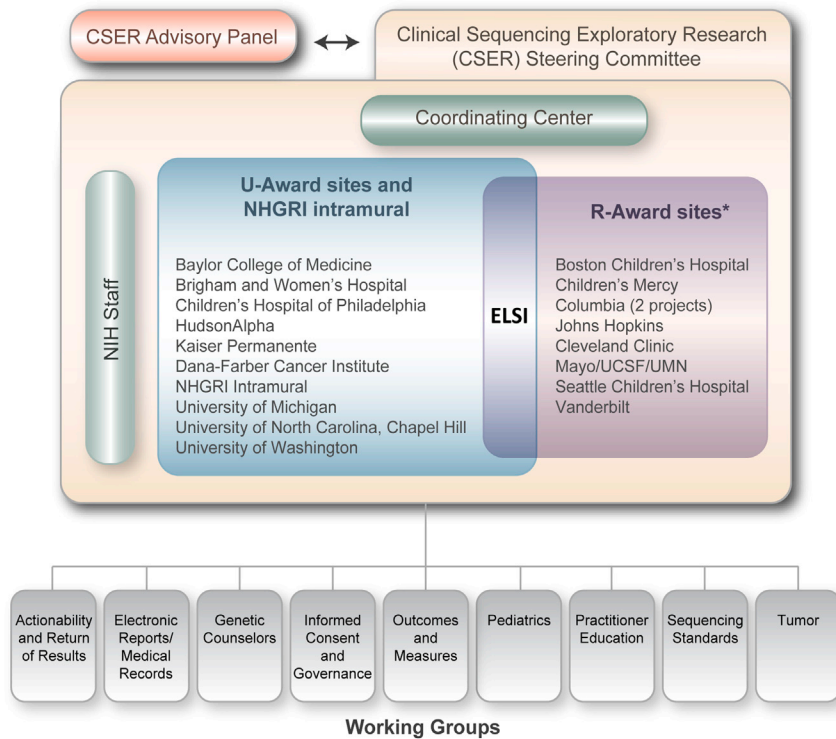 CSER Advisory Panel
Clinical Sequencing Exploratory Research
(CSER) Steering Committee
Coordinating Center
NIH Staff
U-Award sites and
NHGRI intramural
Baylor College of Medicine
Brigham and Women's Hospital
Children's Hospital of Philadelphia
HudsonAlpha
Kaiser Permanente
Dana-Farber Cancer Institute
NHGRI Intramural
University of Michigan
University of North Carolina, Chapel Hill
University of Washington
ELSI
R-Award sites*
Boston Children's Hospital
Children's Mercy
Columbia (2 projects)
Johns Hopkins
Cleveland Clinic
Mayo/UCSF/UMN
Seattle Children's Hospital
Vanderbilt
Actionability
and Return
of Results
Electronic
Reports/
Medical
Records
Genetic
Counselors
Informed
Consent
and
Governance
Outcomes
and
Measures
Pediatrics
Practitioner
Education
Sequencing
Standards
Tumor
Working Groups